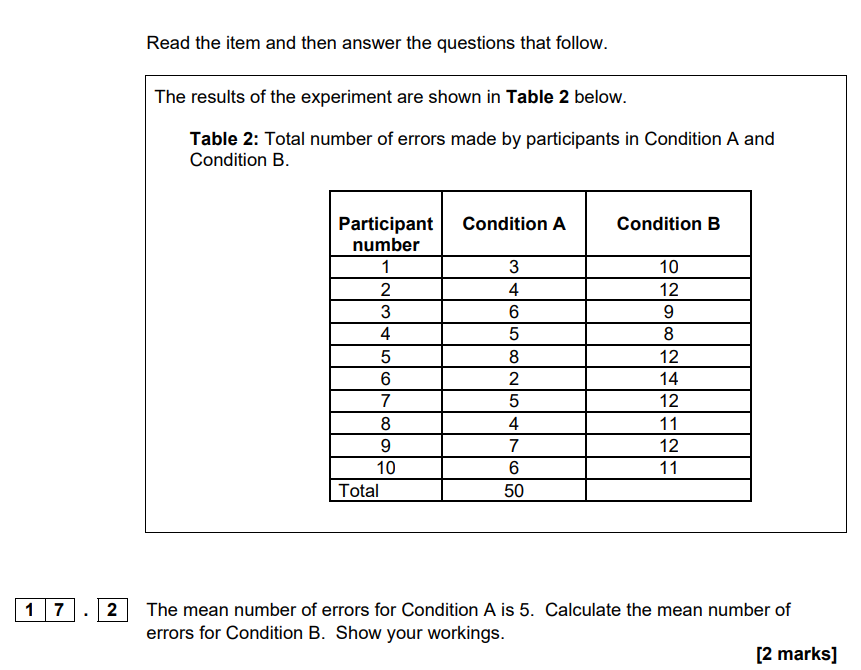 Read the item and then answer the questions that follow.
The results of the experiment are shown in Table 2 below.
Table 2: Total number of errors made by participants in Condition A and
Condition B.
Participant number Condition A Condition B
1 3 10
2 4 12
3 6 9
4 5 8
5 8 12
6 2 14
7 5 12
8 4 11
9 7 12
10 6 11
Total 50
1 7 . 2 The mean number of errors for Condition A is 5. Calculate the mean number of
errors for Condition B. Show your workings.
[2 marks]